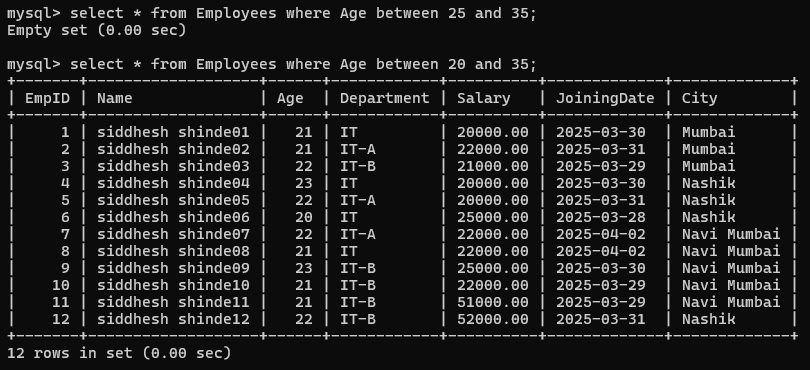 mysql> select * from Employees where Age between 25 and 35;
Empty set (0.00 sec)

mysql> select * from Employees where Age between 20 and 35;
+-------+-------------------+------+------------+----------+-------------+-------------+
| EmpID | Name              | Age  | Department | Salary   | JoiningDate | City        |
+-------+-------------------+------+------------+----------+-------------+-------------+
|     1 | siddhesh shinde01 |   21 | IT         | 20000.00 | 2025-03-30  | Mumbai      |
|     2 | siddhesh shinde02 |   21 | IT-A       | 22000.00 | 2025-03-31  | Mumbai      |
|     3 | siddhesh shinde03 |   22 | IT-B       | 21000.00 | 2025-03-29  | Mumbai      |
|     4 | siddhesh shinde04 |   23 | IT         | 20000.00 | 2025-03-30  | Nashik      |
|     5 | siddhesh shinde05 |   22 | IT-A       | 20000.00 | 2025-03-31  | Nashik      |
|     6 | siddhesh shinde06 |   20 | IT         | 25000.00 | 2025-03-28  | Nashik      |
|     7 | siddhesh shinde07 |   22 | IT-A       | 22000.00 | 2025-04-02  | Navi Mumbai |
|     8 | siddhesh shinde08 |   21 | IT         | 22000.00 | 2025-04-02  | Navi Mumbai |
|     9 | siddhesh shinde09 |   23 | IT-B       | 25000.00 | 2025-03-30  | Navi Mumbai |
|    10 | siddhesh shinde10 |   21 | IT-B       | 22000.00 | 2025-03-29  | Navi Mumbai |
|    11 | siddhesh shinde11 |   21 | IT-B       | 51000.00 | 2025-03-29  | Navi Mumbai |
|    12 | siddhesh shinde12 |   22 | IT-B       | 52000.00 | 2025-03-31  | Nashik      |
+-------+-------------------+------+------------+----------+-------------+-------------+
12 rows in set (0.00 sec)